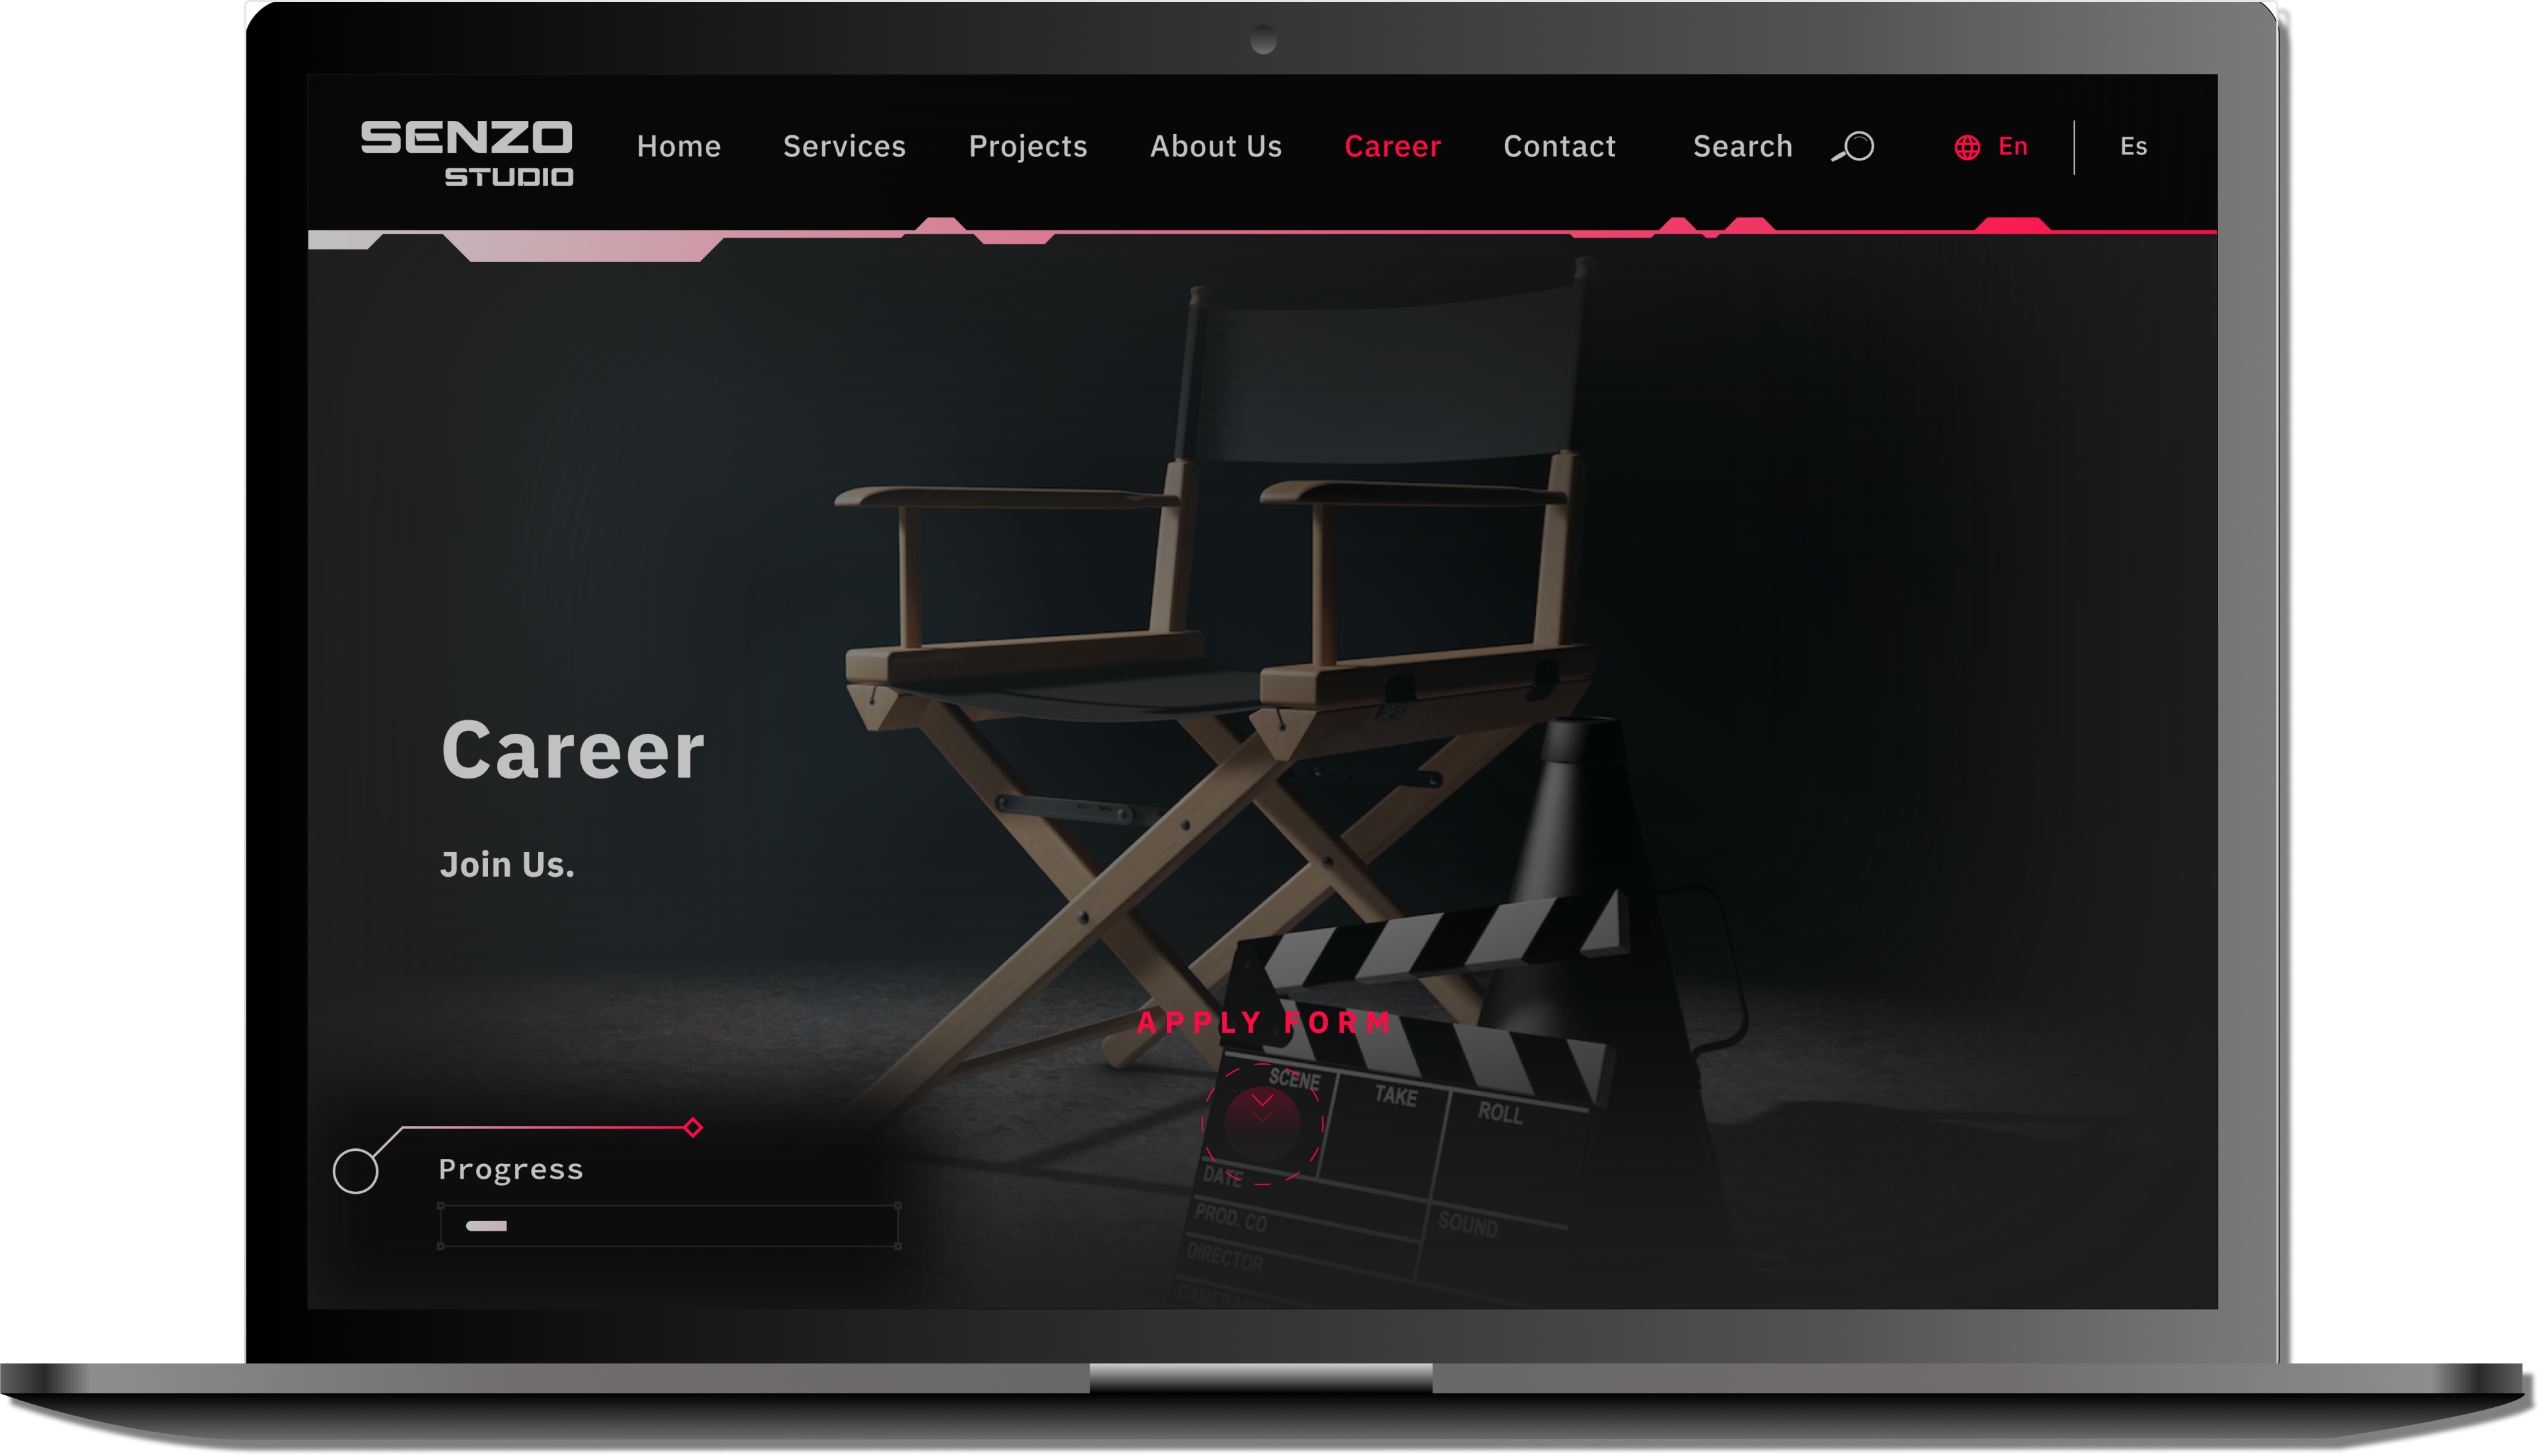 SENZO
STUDIO
Home Services Projects About Us Career Contact Search En Es
Career
Join Us.
APPLY FORM
SCENE TAKE ROLL
DATE
PROD. CO SOUND
DIRECTOR
CAMERAMAN
Progress